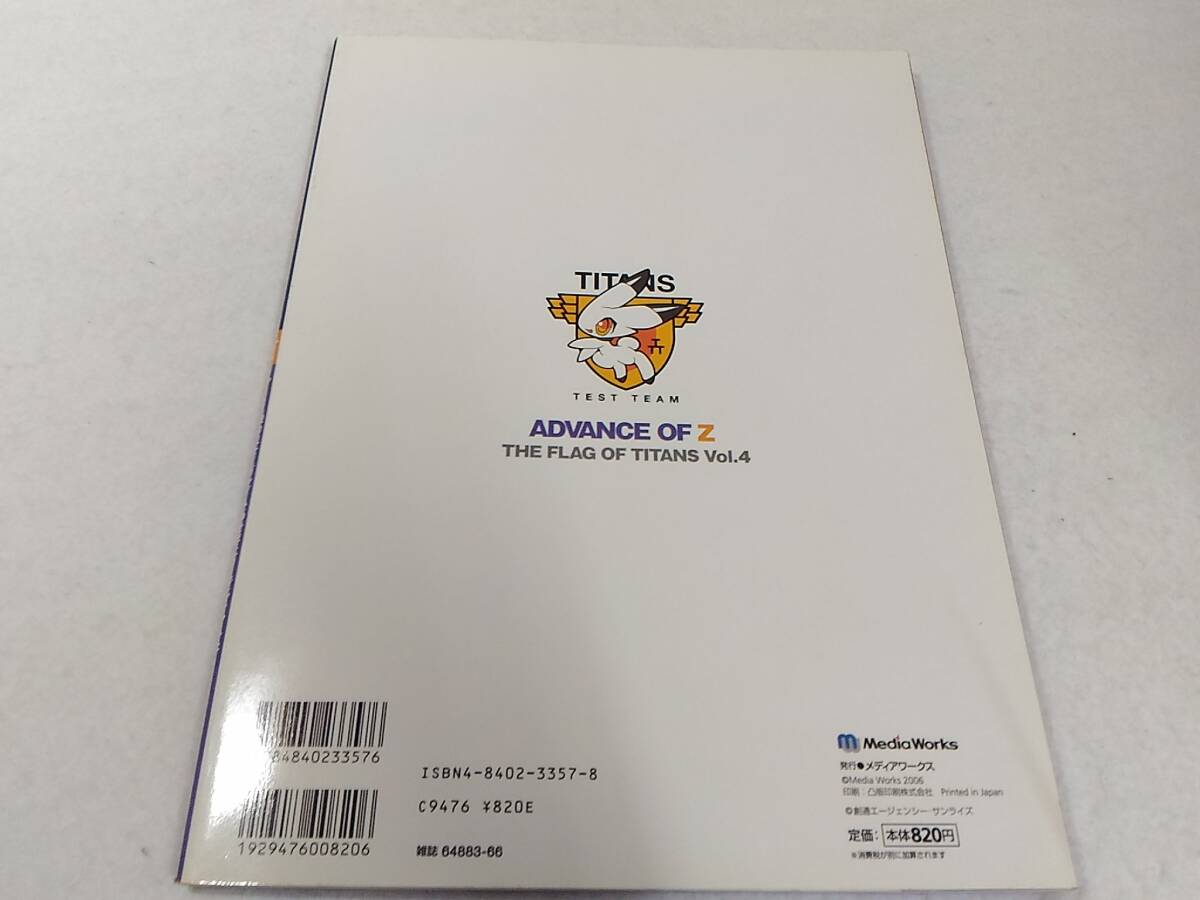 TITANS
TEST TEAM
ADVANCE OF Z
THE FLAG OF TITANS Vol.4
84840233576
1929476008206
ISBN4-8402-3357-8
C9476 ¥820E
雑誌 64883-66
MediaWorks
発行●メディアワークス
©Media Works 2006
印刷:凸版印刷株式会社 Printed in Japan
©創通エージェンシー・サンライズ
定価:本体820円
※消費税が別に加算されます